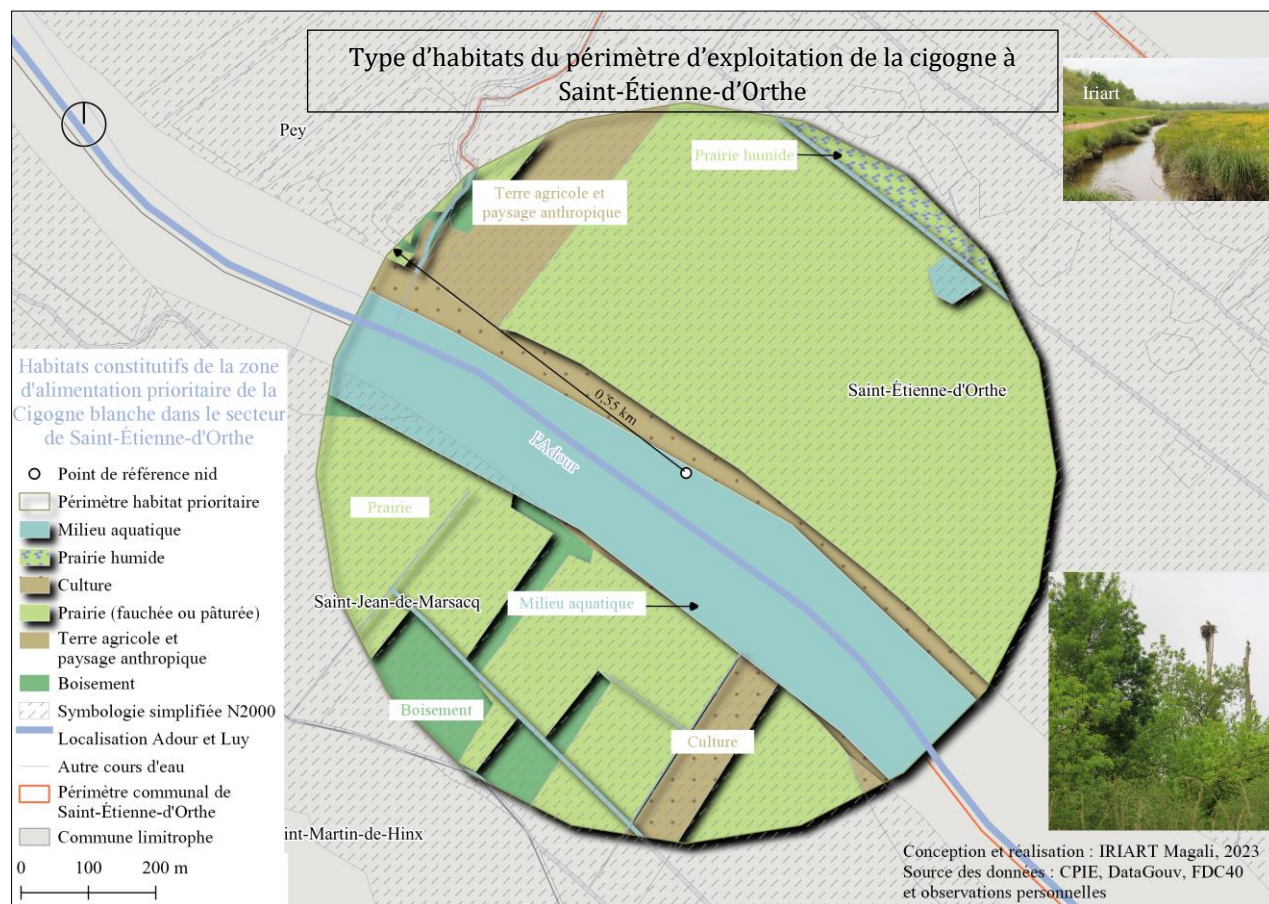 Type d'habitats du périmètre d'exploitation de la cigogne à
Saint-Étienne-d'Orthe
Iriart
Pey
Prairie humide
Terre agricole et
paysage anthropique
Saint-Étienne-d'Orthe
0,55 km
l'Adour
Prairie
Saint-Jean-de-Marsacq
Milieu aquatique
Boisement
Culture
int-Martin-de-Hinx
Habitats constitutifs de la zone
d'alimentation prioritaire de la
Cigogne blanche dans le secteur
de Saint-Étienne-d'Orthe
Point de référence nid
Périmètre habitat prioritaire
Milieu aquatique
Prairie humide
Culture
Prairie (fauchée ou pâturée)
Terre agricole et
paysage anthropique
Boisement
Symbologie simplifiée N2000
Localisation Adour et Luy
Autre cours d'eau
Périmètre communal de
Saint-Étienne-d'Orthe
Commune limitrophe
0 100 200 m
Conception et réalisation : IRIART Magali, 2023
Source des données : CPIE, DataGouv, FDC40
et observations personnelles